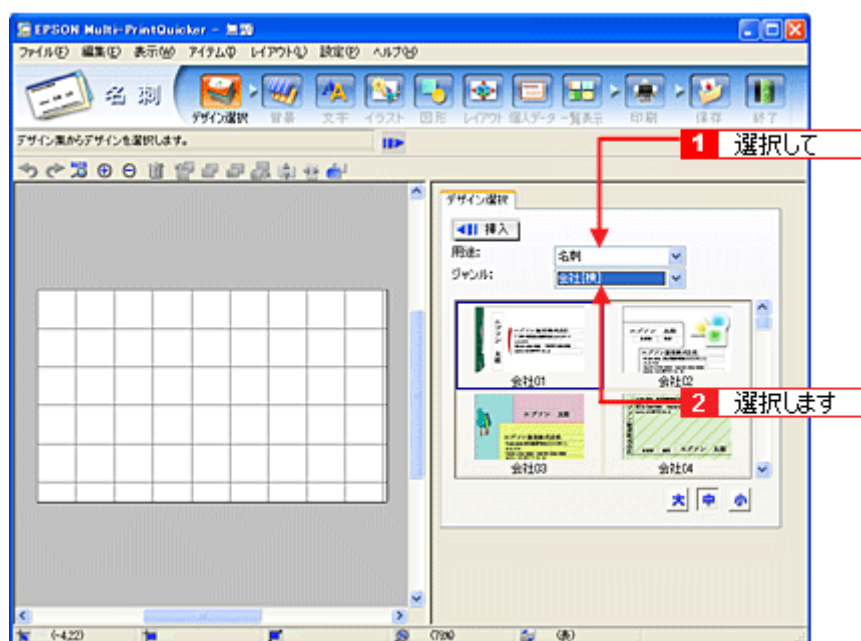 EPSON Multi-PrintQuicker - 無題
ファイル(F) 編集(E) 表示(W) アイテム(I) レイアウト(L) 設定(P) ヘルプ(H)
名刺
デザイン選択 背景 文字 イラスト 図形 レイアウト 個人データ 一覧表示 印刷 保存 終了
デザイン集からデザインを選択します。
1 選択して
デザイン選択
挿入
用途: 名刺
ジャンル: 会社[横]
会社01 会社02
2 選択します
会社03 会社04
大 中 小
(-4,22) (表)